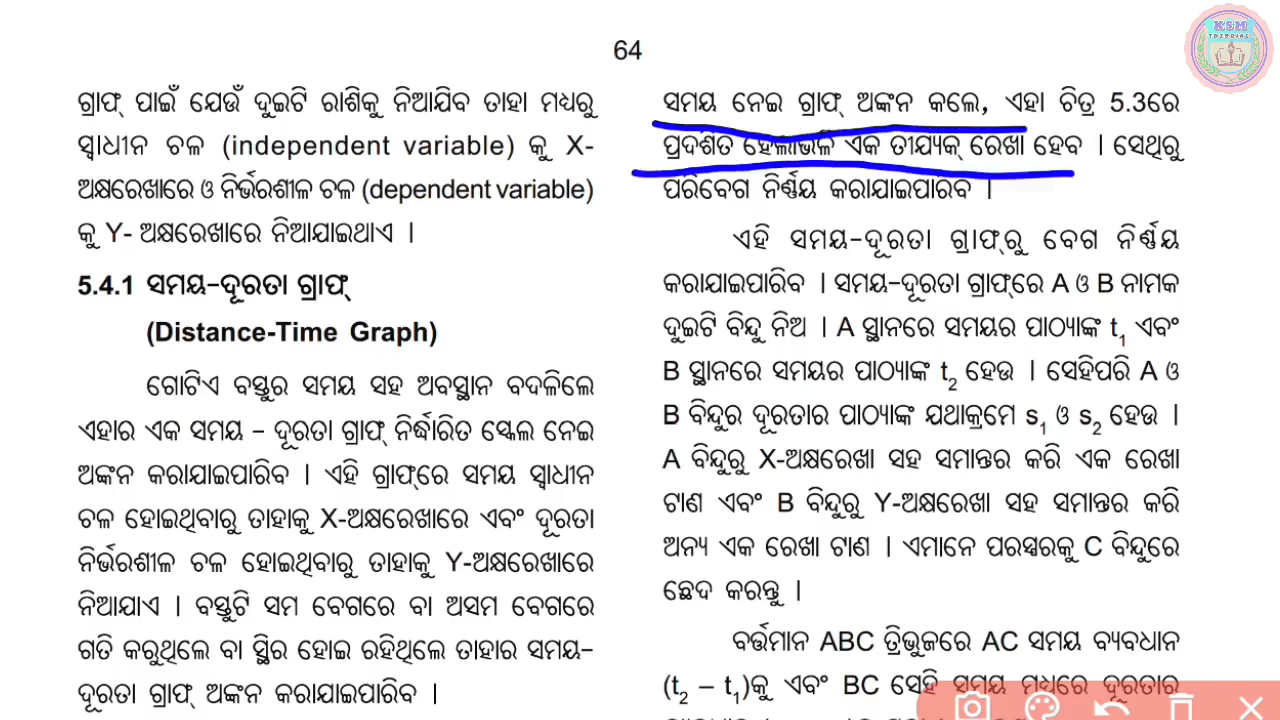 64
KSM
TUTORIAL
ଗ୍ରାଫ୍ ପାଇଁ ଯେଉଁ ଦୁଇଟି ରାଶିକୁ ନିଆଯିବ ତାହା ମଧ୍ୟରୁ
ସ୍ୱାଧୀନ ଚଳ (independent variable) କୁ X-
ଅକ୍ଷରେଖାରେ ଓ ନିର୍ଭରଶୀଳ ଚଳ (dependent variable)
କୁ Y- ଅକ୍ଷରେଖାରେ ନିଆଯାଇଥାଏ ।
5.4.1 ସମୟ-ଦୂରତା ଗ୍ରାଫ୍
(Distance-Time Graph)
ଗୋଟିଏ ବସ୍ତୁର ସମୟ ସହ ଅବସ୍ଥାନ ବଦଳିଲେ
ଏହାର ଏକ ସମୟ – ଦୂରତା ଗ୍ରାଫ୍ ନିର୍ଦ୍ଧାରିତ ସ୍କେଲ ନେଇ
ଅଙ୍କନ କରାଯାଇପାରିବ । ଏହି ଗ୍ରାଫ୍‌ରେ ସମୟ ସ୍ୱାଧୀନ
ଚଳ ହୋଇଥିବାରୁ ତାହାକୁ X-ଅକ୍ଷରେଖାରେ ଏବଂ ଦୂରତା
ନିର୍ଭରଶୀଳ ଚଳ ହୋଇଥିବାରୁ ତାହାକୁ Y-ଅକ୍ଷରେଖାରେ
ନିଆଯାଏ । ବସ୍ତୁଟି ସମ ବେଗରେ ବା ଅସମ ବେଗରେ
ଗତି କରୁଥିଲେ ବା ସ୍ଥିର ହୋଇ ରହିଥିଲେ ତାହାର ସମୟ-
ଦୂରତା ଗ୍ରାଫ୍ ଅଙ୍କନ କରାଯାଇପାରିବ ।
ସମୟ ନେଇ ଗ୍ରାଫ୍ ଅଙ୍କନ କଲେ, ଏହା ଚିତ୍ର 5.3ରେ
ପ୍ରଦର୍ଶିତ ହେଲାଭଳି ଏକ ତୀର୍ଯ୍ୟକ୍ ରେଖା ହେବ । ସେଥିରୁ
ପରିବେଗ ନିର୍ଣ୍ଣୟ କରାଯାଇପାରିବ ।
ଏହି ସମୟ-ଦୂରତା ଗ୍ରାଫ୍‌ରୁ ବେଗ ନିର୍ଣ୍ଣୟ
କରାଯାଇପାରିବ । ସମୟ-ଦୂରତା ଗ୍ରାଫ୍‌ରେ A ଓ B ନାମକ
ଦୁଇଟି ବିନ୍ଦୁ ନିଅ । A ସ୍ଥାନରେ ସମୟର ପାଠ୍ୟାଙ୍କ t₁ ଏବଂ
B ସ୍ଥାନରେ ସମୟର ପାଠ୍ୟାଙ୍କ t₂ ହେଉ । ସେହିପରି A ଓ
B ବିନ୍ଦୁର ଦୂରତାର ପାଠ୍ୟାଙ୍କ ଯଥାକ୍ରମେ s₁ ଓ s₂ ହେଉ ।
A ବିନ୍ଦୁରୁ X-ଅକ୍ଷରେଖା ସହ ସମାନ୍ତର କରି ଏକ ରେଖା
ଟାଣ ଏବଂ B ବିନ୍ଦୁରୁ Y-ଅକ୍ଷରେଖା ସହ ସମାନ୍ତର କରି
ଅନ୍ୟ ଏକ ରେଖା ଟାଣ । ଏମାନେ ପରସ୍ପରକୁ C ବିନ୍ଦୁରେ
ଛେଦ କରନ୍ତୁ ।
ବର୍ତ୍ତମାନ ABC ତ୍ରିଭୁଜରେ AC ସମୟ ବ୍ୟବଧାନ
(t₂ – t₁)କୁ ଏବଂ BC ସେହି ସମୟ ମଧ୍ୟରେ ଦୂରତାର